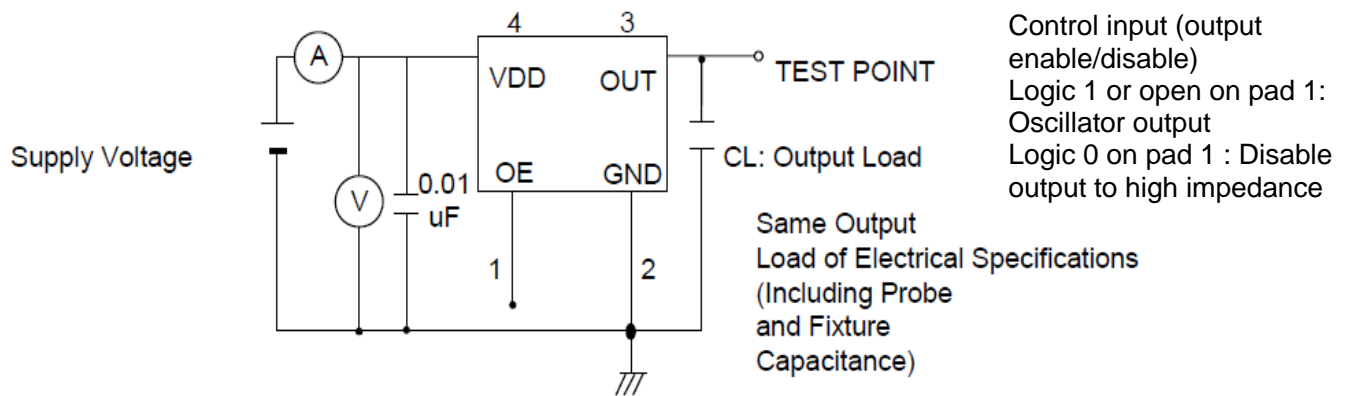 4
3
Control input (output
enable/disable)
Logic 1 or open on pad 1:
Oscillator output
Logic 0 on pad 1 : Disable
output to high impedance
A
VDD
OUT
TEST POINT
Supply Voltage
CL: Output Load
OE
GND
V
0.01
uF
1
2
Same Output
Load of Electrical Specifications
(Including Probe
and Fixture
Capacitance)